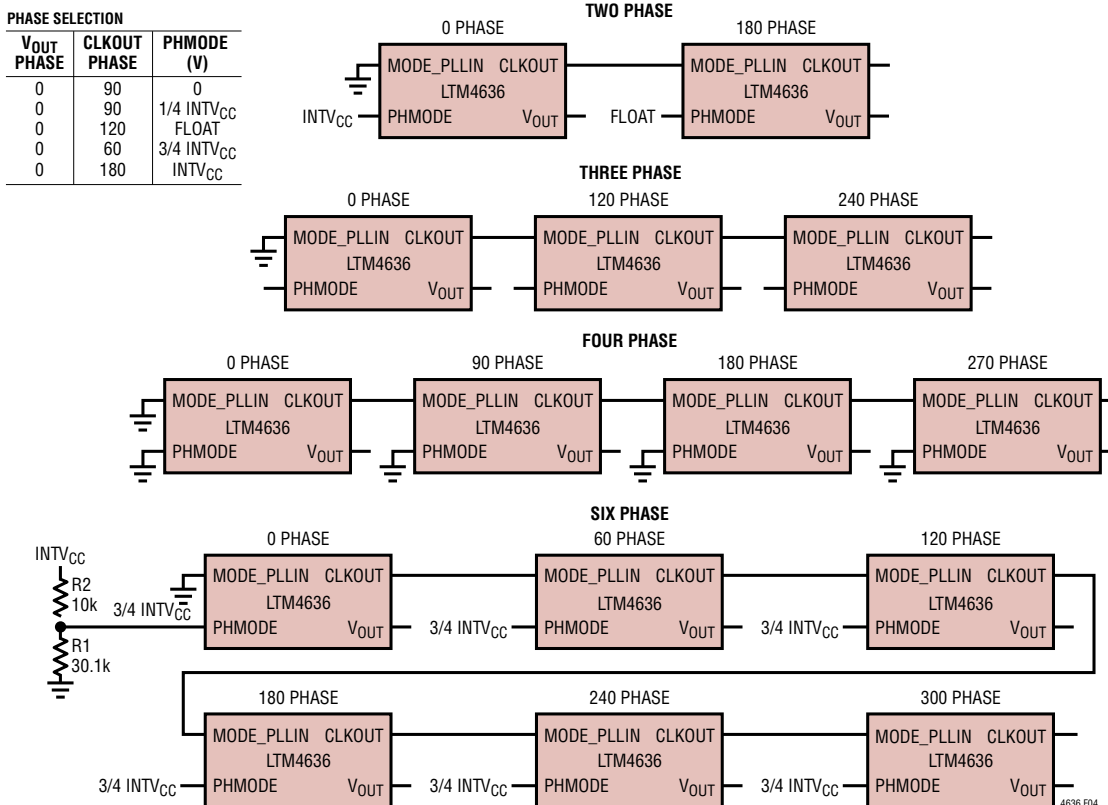 PHASE SELECTION
VOUT PHASE CLKOUT PHASE PHMODE (V)
0 90 0
0 90 1/4 INTVCC
0 120 FLOAT
0 60 3/4 INTVCC
0 180 INTVCC
TWO PHASE
0 PHASE 180 PHASE
MODE_PLLIN CLKOUT MODE_PLLIN CLKOUT
LTM4636 LTM4636
INTVCC PHMODE VOUT FLOAT PHMODE VOUT
THREE PHASE
0 PHASE 120 PHASE 240 PHASE
MODE_PLLIN CLKOUT MODE_PLLIN CLKOUT MODE_PLLIN CLKOUT
LTM4636 LTM4636 LTM4636
PHMODE VOUT PHMODE VOUT PHMODE VOUT
FOUR PHASE
0 PHASE 90 PHASE 180 PHASE 270 PHASE
MODE_PLLIN CLKOUT MODE_PLLIN CLKOUT MODE_PLLIN CLKOUT MODE_PLLIN CLKOUT
LTM4636 LTM4636 LTM4636 LTM4636
PHMODE VOUT PHMODE VOUT PHMODE VOUT PHMODE VOUT
SIX PHASE
0 PHASE 60 PHASE 120 PHASE
INTVCC
R2
10k
R1
30.1k
MODE_PLLIN CLKOUT MODE_PLLIN CLKOUT MODE_PLLIN CLKOUT
LTM4636 LTM4636 LTM4636
3/4 INTVCC PHMODE VOUT 3/4 INTVCC PHMODE VOUT 3/4 INTVCC PHMODE VOUT
180 PHASE 240 PHASE 300 PHASE
MODE_PLLIN CLKOUT MODE_PLLIN CLKOUT MODE_PLLIN CLKOUT
LTM4636 LTM4636 LTM4636
3/4 INTVCC PHMODE VOUT 3/4 INTVCC PHMODE VOUT 3/4 INTVCC PHMODE VOUT
4636 F04